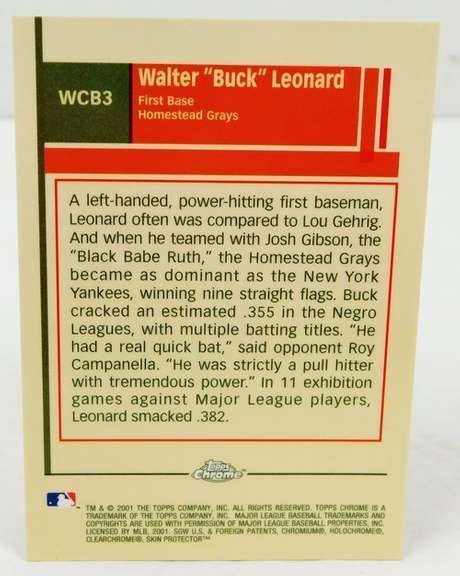 WCB3
Walter "Buck" Leonard
First Base
Homestead Grays
A left-handed, power-hitting first baseman,
Leonard often was compared to Lou Gehrig.
And when he teamed with Josh Gibson, the
"Black Babe Ruth," the Homestead Grays
became as dominant as the New York
Yankees, winning nine straight flags. Buck
cracked an estimated .355 in the Negro
Leagues, with multiple batting titles. "He
had a real quick bat," said opponent Roy
Campanella. "He was strictly a pull hitter
with tremendous power." In 11 exhibition
games against Major League players,
Leonard smacked .382.
Topps
Chrome
TM & © 2001 THE TOPPS COMPANY, INC. ALL RIGHTS RESERVED. TOPPS CHROME IS A
TRADEMARK OF THE TOPPS COMPANY, INC. MAJOR LEAGUE BASEBALL TRADEMARKS AND
COPYRIGHTS ARE USED WITH PERMISSION OF MAJOR LEAGUE BASEBALL PROPERTIES, INC.
LICENSED BY MLB, 2001. SGW U.S. & FOREIGN PATENTS, CHROMIUM®, HOLOCHROME®,
CLEARCHROME®, SKIN PROTECTOR™